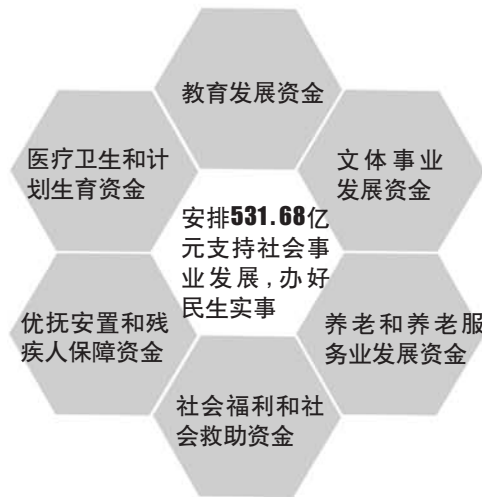 教育发展资金
医疗卫生和计
划生育资金
文体事业
发展资金
安排531.68亿
元支持社会事
业发展,办好
民生实事
优抚安置和残
疾人保障资金
养老和养老服
务业发展资金
社会福利和社
会救助资金